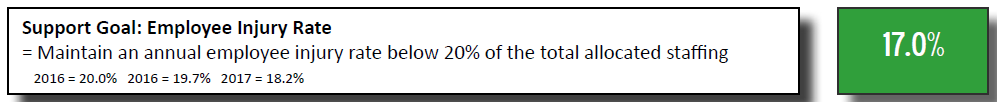 Support Goal: Employee Injury Rate
= Maintain an annual employee injury rate below 20% of the total allocated staffing
2016 = 20.0% 2016 = 19.7% 2017 = 18.2%
17.0%